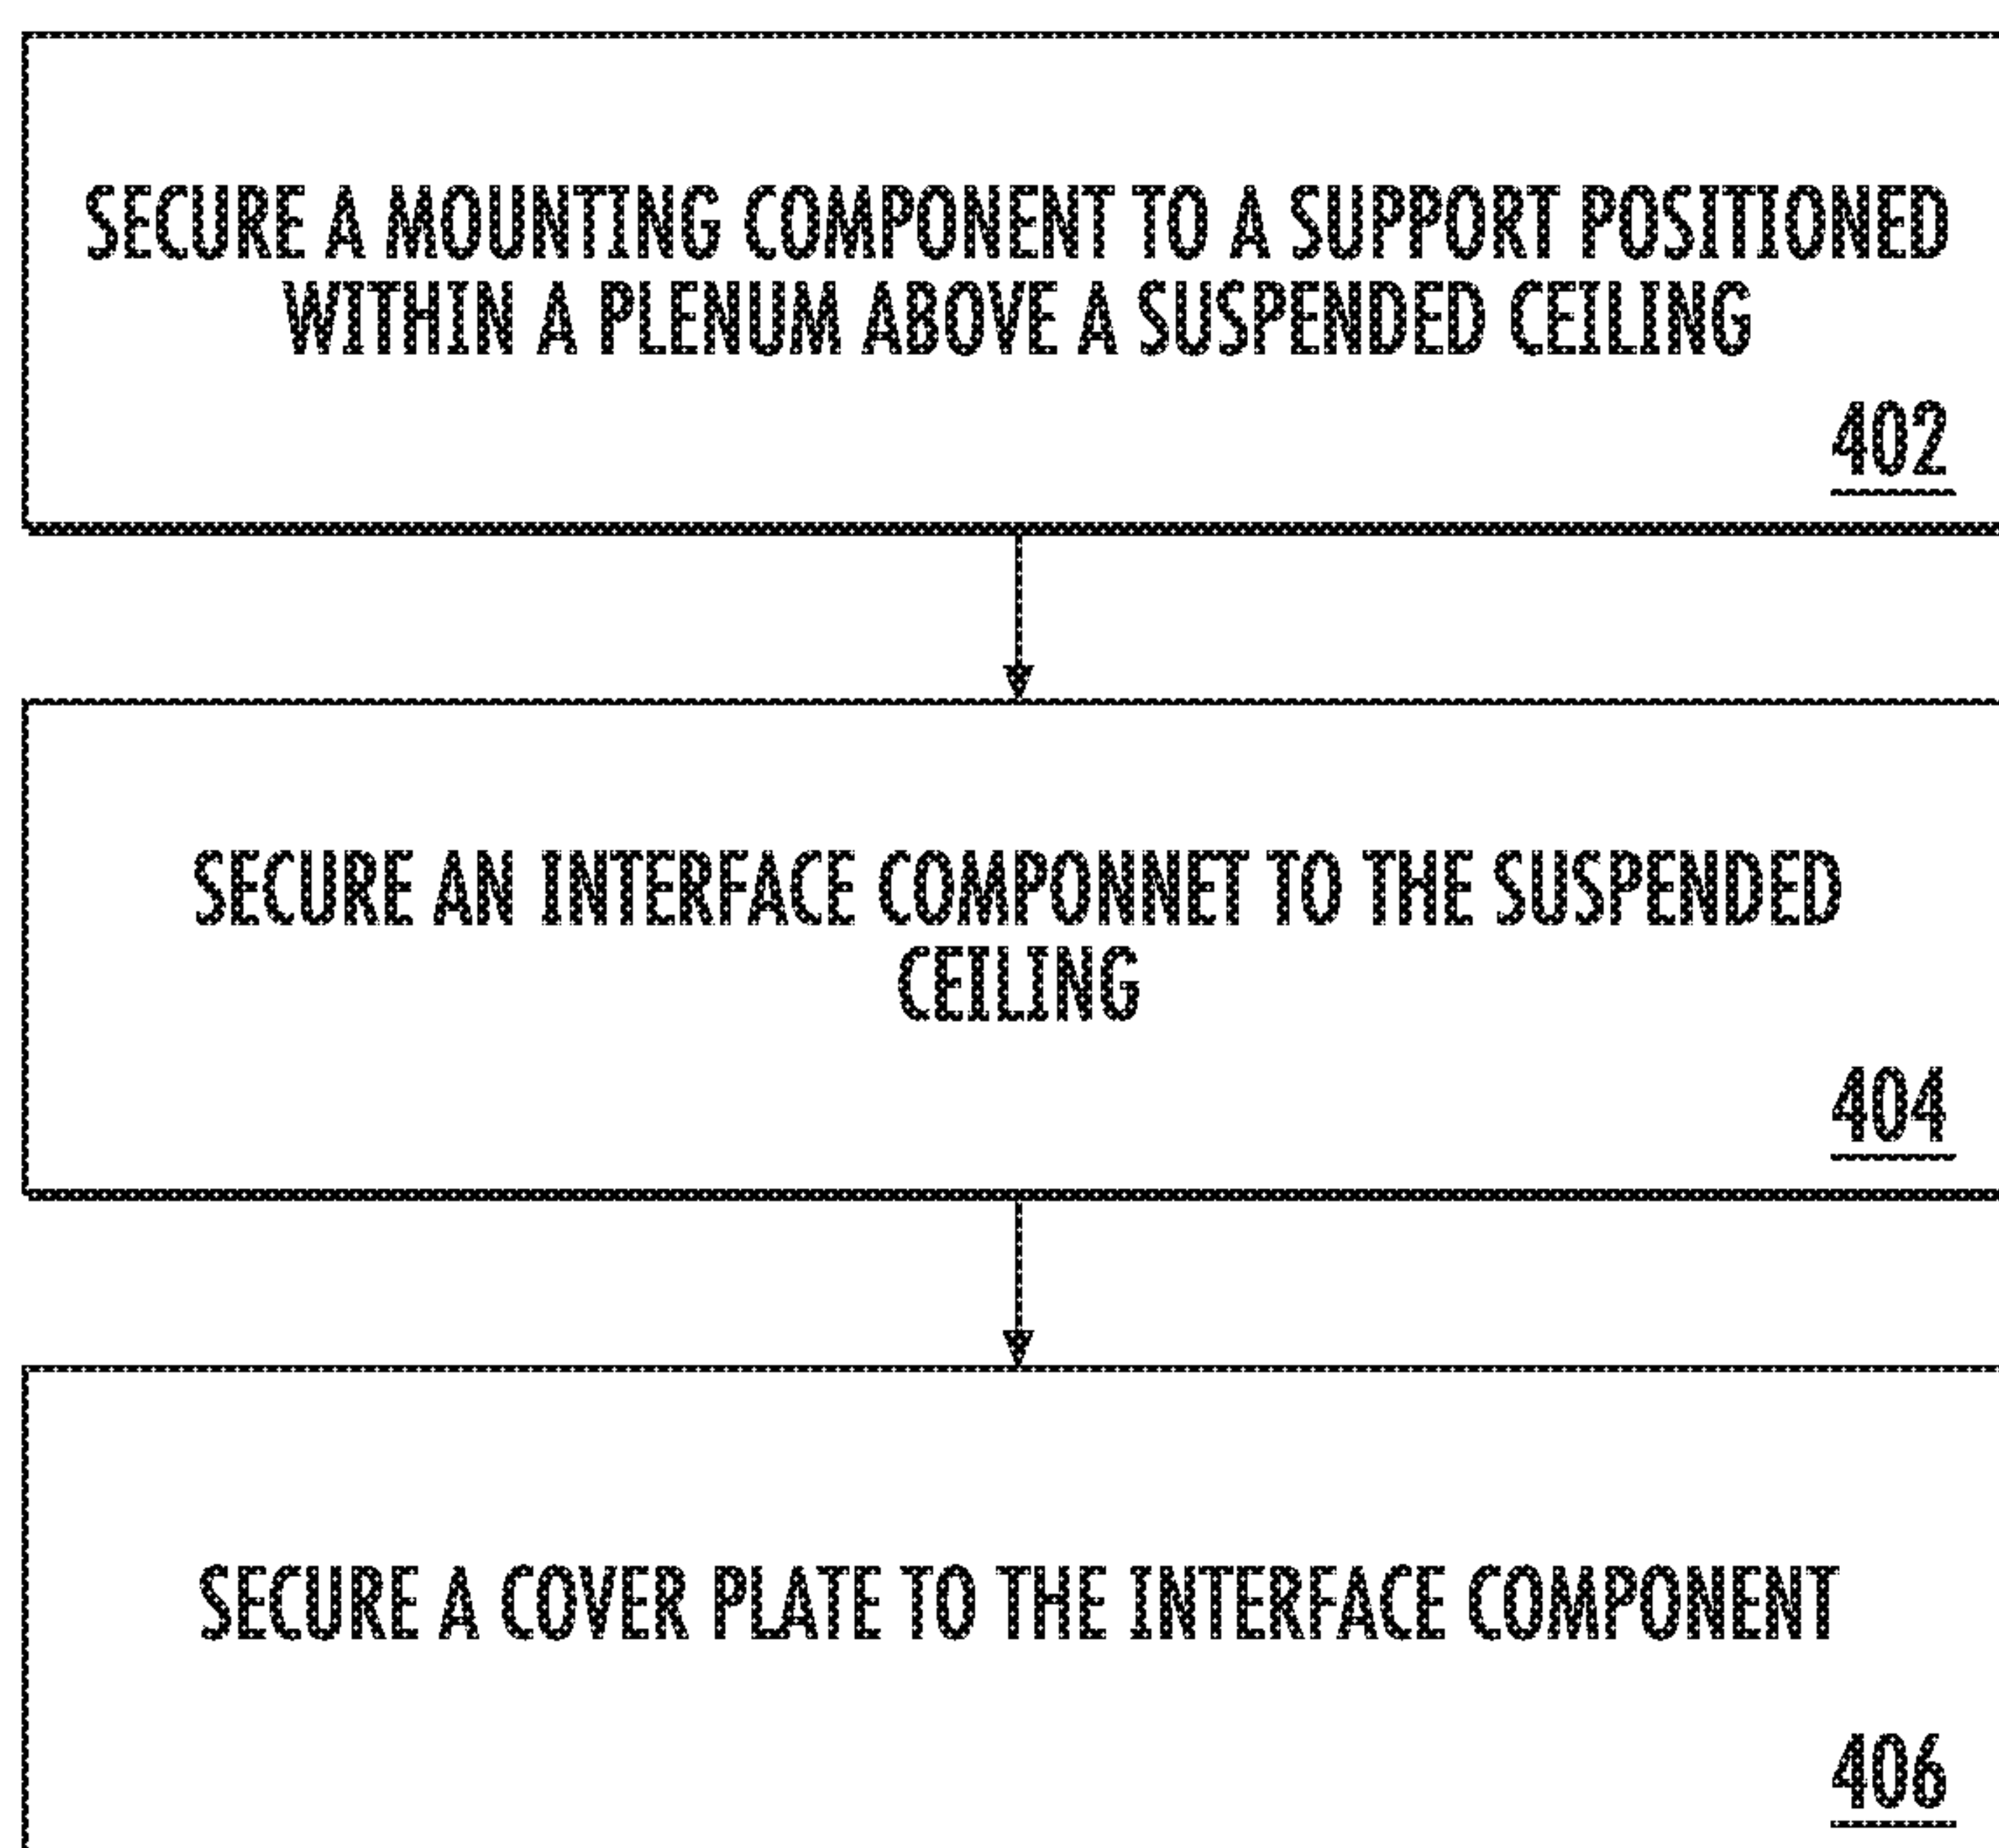 SECURE A MOUNTING COMPONENT TO A SUPPORT POSITIONED
WITHIN A PLENUM ABOVE A SUSPENDED CEILING
402
SECURE AN INTERFACE COMPONNET TO THE SUSPENDED
CEILING
404
SECURE A COVER PLATE TO THE INTERFACE COMPONENT
406